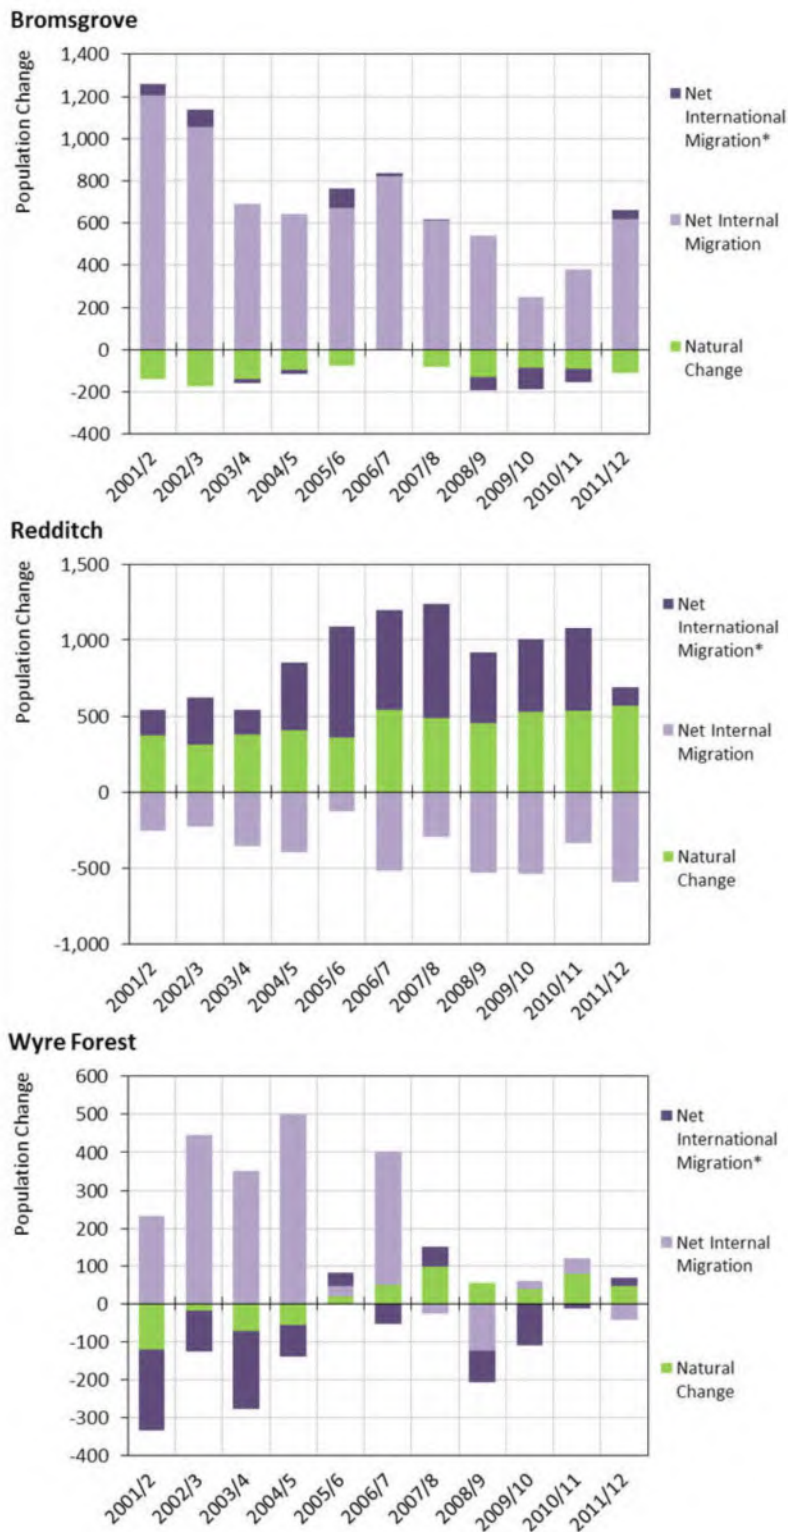 Bromsgrove
Population Change
1,400
1,200
1,000
800
600
400
200
0
-200
-400
2001/2
2002/3
2003/4
2004/5
2005/6
2006/7
2007/8
2008/9
2009/10
2010/11
2011/12
Net
International
Migration*
Net Internal
Migration
Natural
Change
Redditch
Population Change
1,500
1,000
500
0
-500
-1,000
2001/2
2002/3
2003/4
2004/5
2005/6
2006/7
2007/8
2008/9
2009/10
2010/11
2011/12
Net
International
Migration*
Net Internal
Migration
Natural
Change
Wyre Forest
Population Change
600
500
400
300
200
100
0
-100
-200
-300
-400
2001/2
2002/3
2003/4
2004/5
2005/6
2006/7
2007/8
2008/9
2009/10
2010/11
2011/12
Net
International
Migration*
Net Internal
Migration
Natural
Change